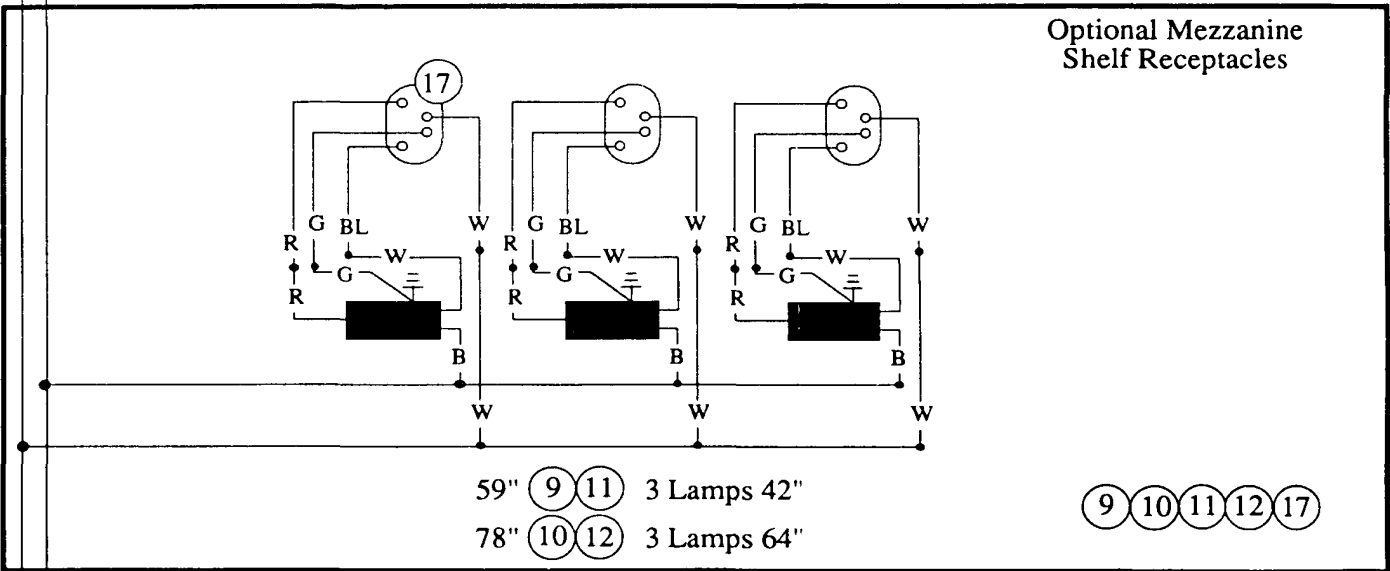 Optional Mezzanine
Shelf Receptacles
17
R G BL W R G BL W R G BL W
W W W
G G G
R R R
B B B
W W W
59" 9 11 3 Lamps 42"
78" 10 12 3 Lamps 64"
9 10 11 12 17